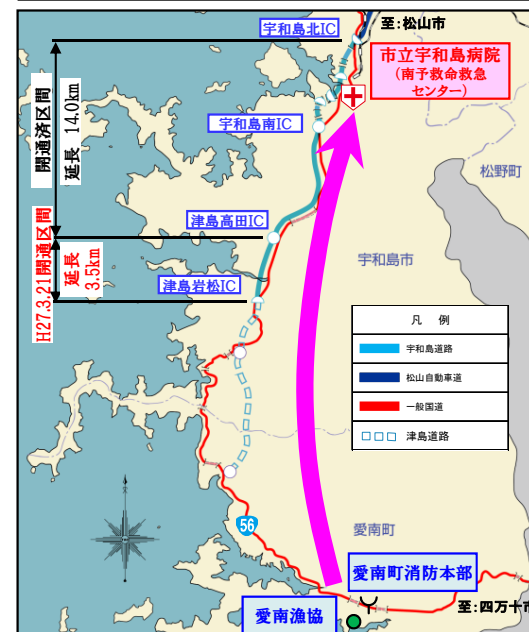 宇和島北IC
至:松山市
市立宇和島病院
(南予救命救急
センター)
宇和島南IC
開通済区間
延長 14.0km
松野町
津島高田IC
H27.3.21開通区間
延長
3.5km
宇和島市
津島岩松IC
凡 例
宇和島道路
松山自動車道
一般国道
津島道路
56
愛南町
愛南町消防本部
愛南漁協
至:四万十市